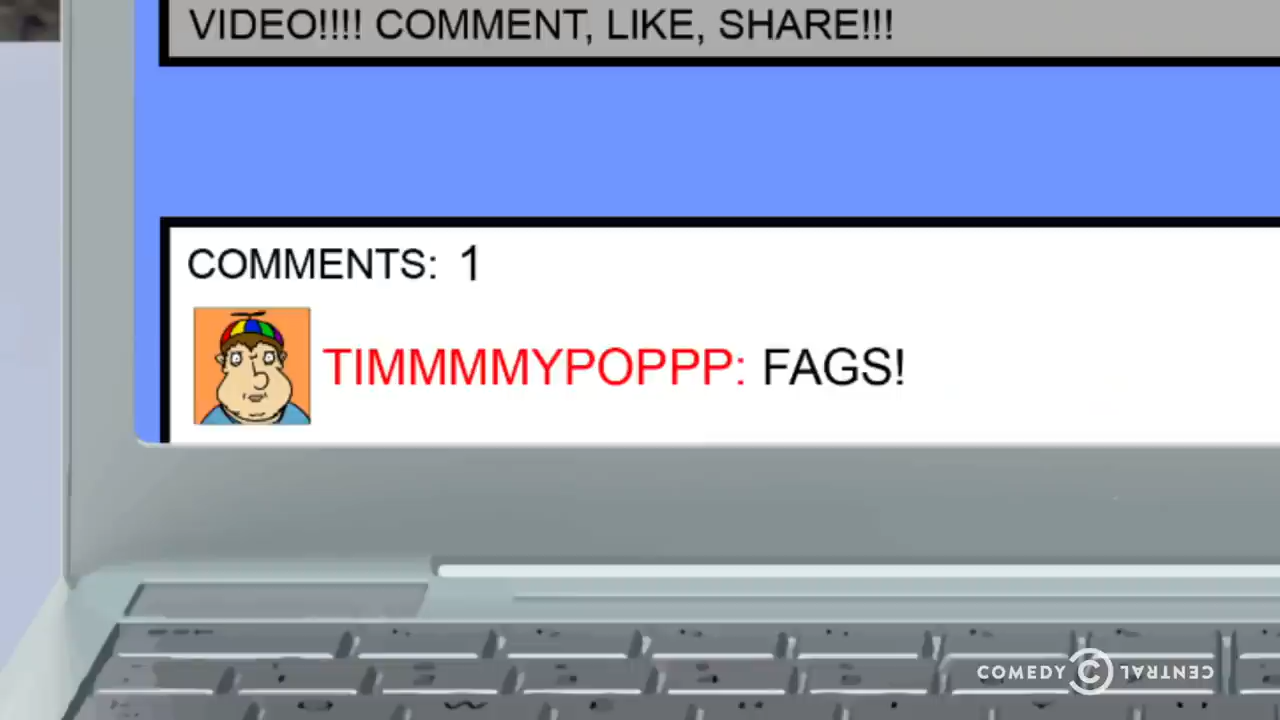 VIDEO!!!! COMMENT, LIKE, SHARE!!!
COMMENTS: 1
TIMMMMYPOPPP: FAGS!
COMEDY CENTRAL